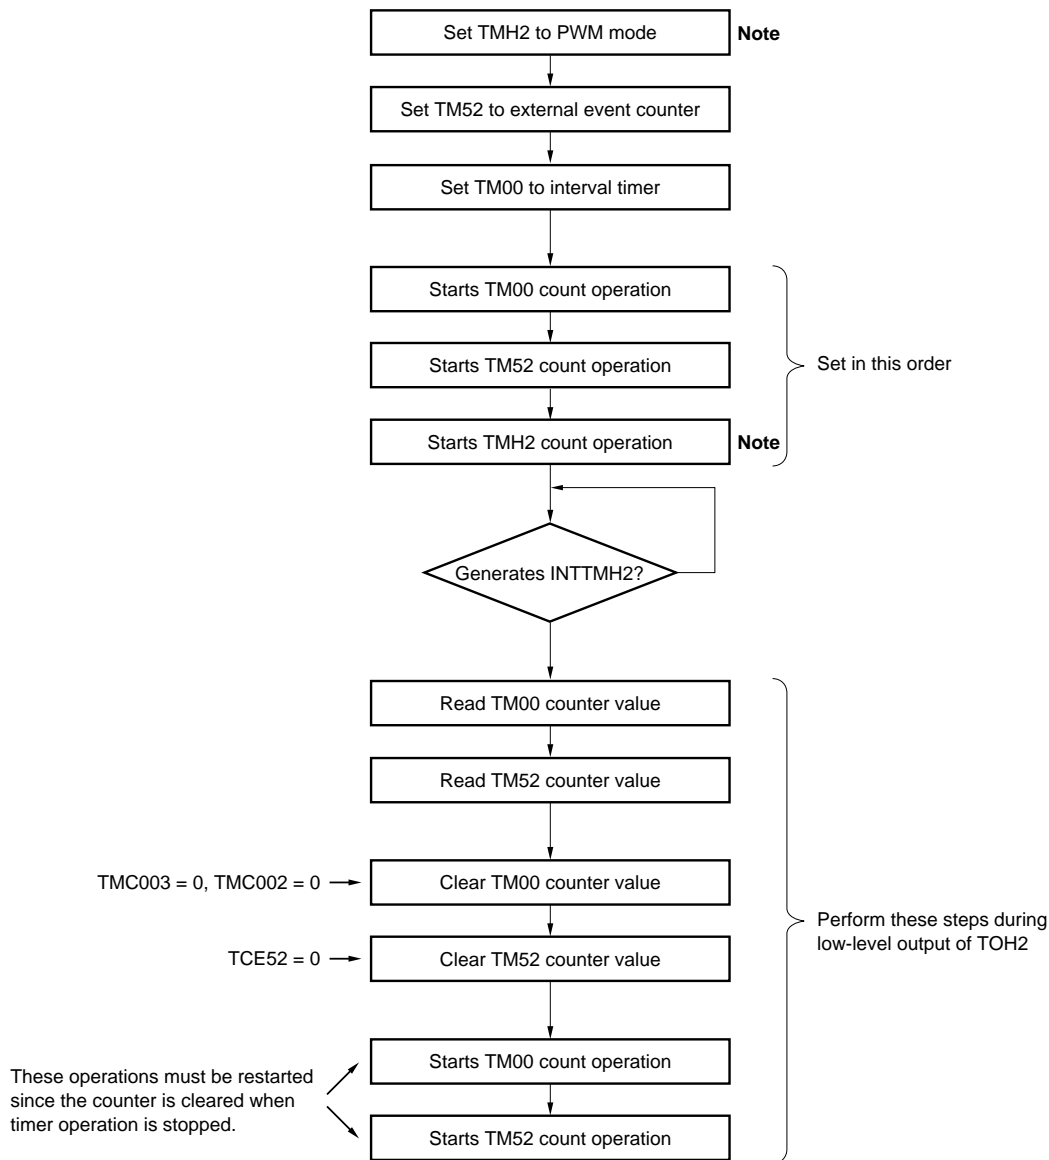 Set TMH2 to PWM mode
Note
Set TM52 to external event counter
Set TM00 to interval timer
Starts TM00 count operation
Starts TM52 count operation
Set in this order
Starts TMH2 count operation
Note
Generates INTTMH2?
Read TM00 counter value
Read TM52 counter value
TMC003 = 0, TMC002 = 0
Clear TM00 counter value
Perform these steps during
low-level output of TOH2
TCE52 = 0
Clear TM52 counter value
Starts TM00 count operation
These operations must be restarted
since the counter is cleared when
timer operation is stopped.
Starts TM52 count operation